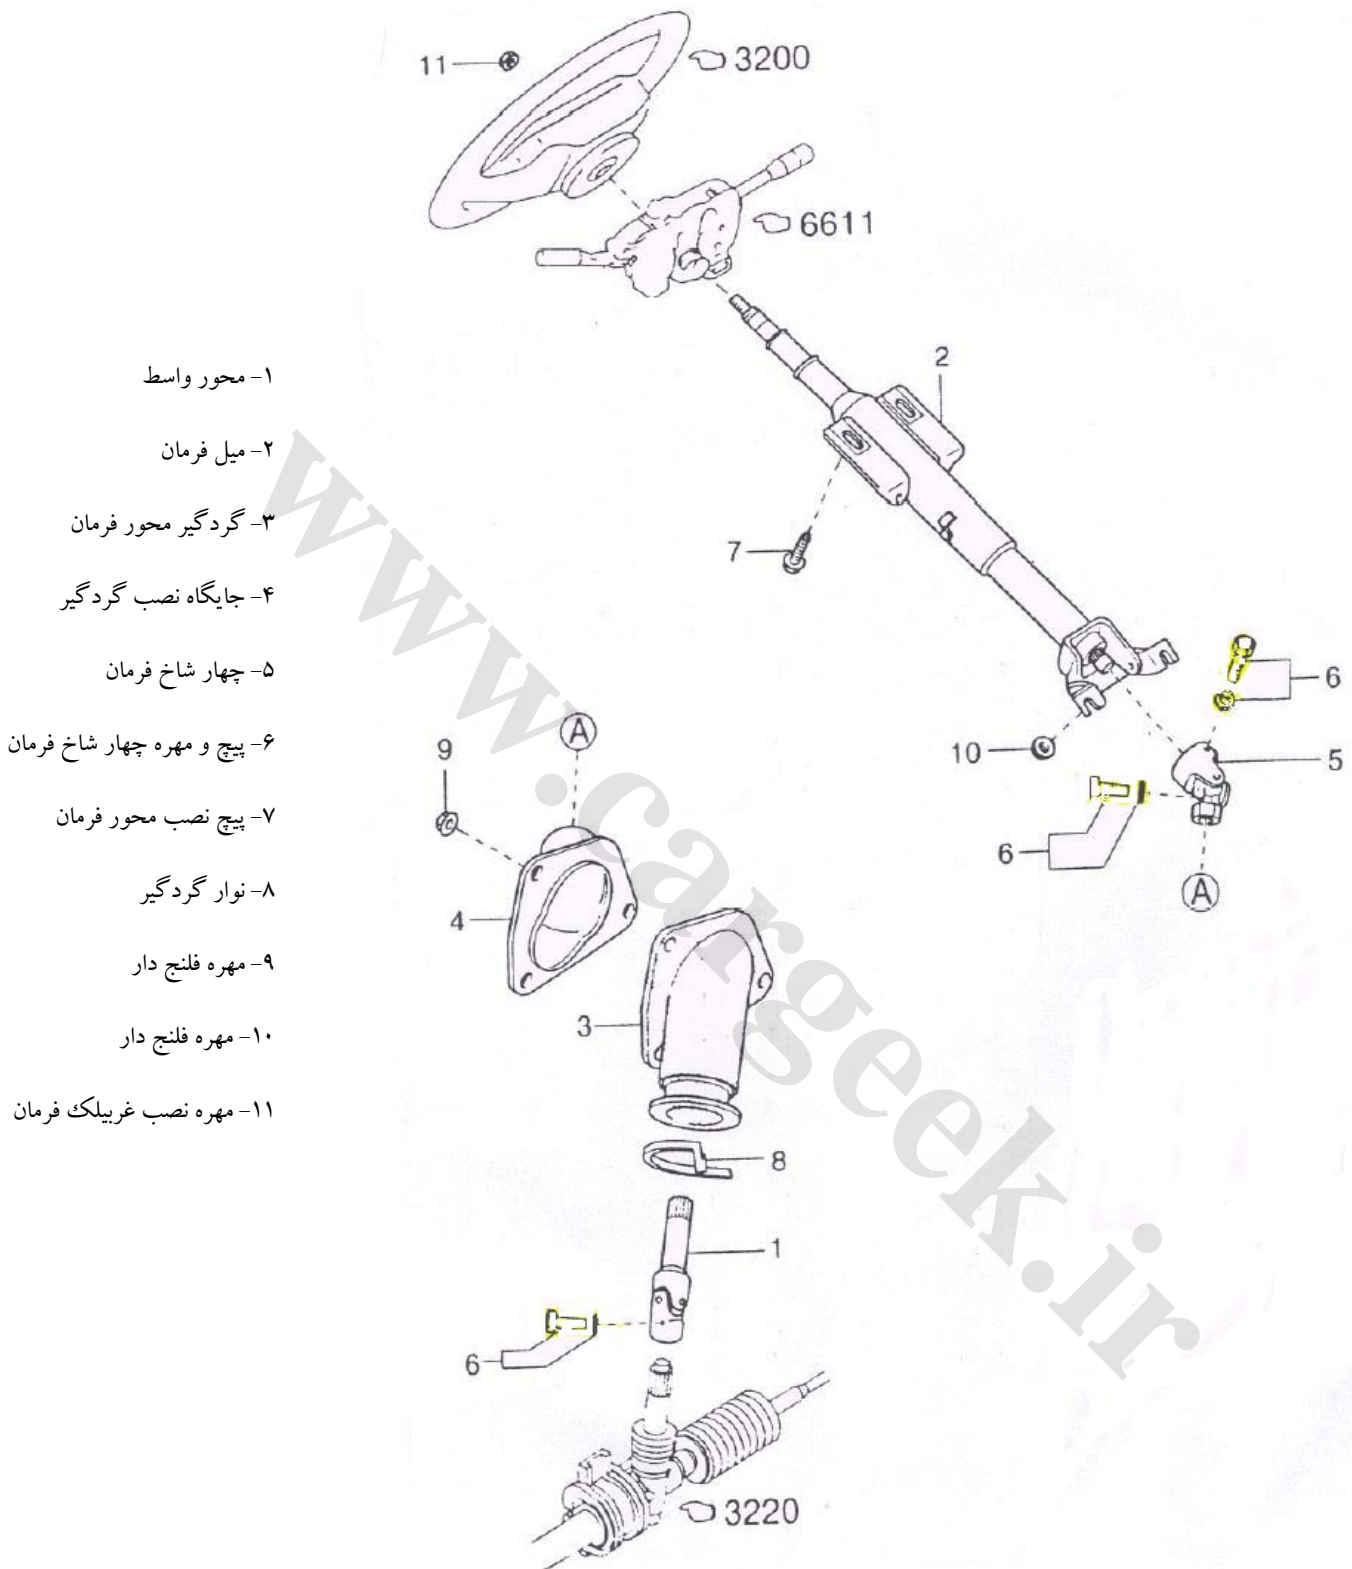 11
3200
6611
2
7
6
10
5
6
A
9
A
4
3
8
1
6
3220
۱- محور واسط
۲- میل فرمان
۳- گردگیر محور فرمان
۴- جایگاه نصب گردگیر
۵- چهار شاخ فرمان
۶- پیچ و مهره چهار شاخ فرمان
۷- پیچ نصب محور فرمان
۸- نوار گردگیر
۹- مهره فلنج دار
۱۰- مهره فلنج دار
۱۱- مهره نصب غربیلک فرمان
www.cargeek.ir